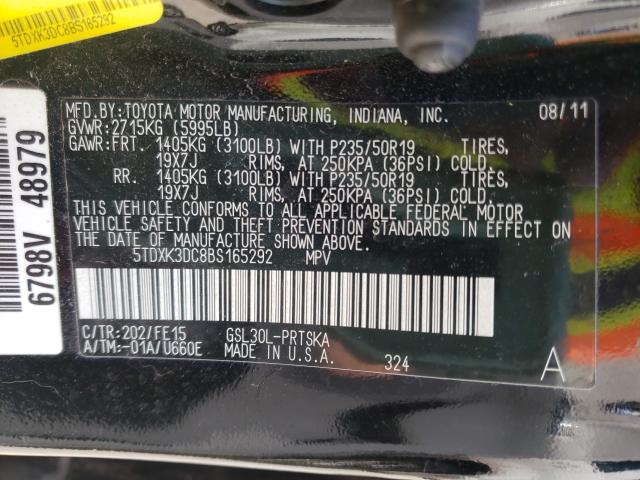 5TDYK3DC8BS165292
6798V 48979
MFD.BY:TOYOTA MOTOR MANUFACTURING, INDIANA, INC. 08/11
GVWR:2715KG (5995LB)
GAWR:FRT. 1405KG (3100LB) WITH P235/50R19 TIRES,
19X7J RIMS, AT 250KPA (36PSI) COLD.
RR. 1405KG (3100LB) WITH P235/50R19 TIRES,
19X7J RIMS, AT 250KPA (36PSI) COLD.
THIS VEHICLE CONFORMS TO ALL APPLICABLE FEDERAL MOTOR
VEHICLE SAFETY AND THEFT PREVENTION STANDARDS IN EFFECT ON
THE DATE OF MANUFACTURE SHOWN ABOVE.
5TDXK3DC8BS165292 MPV
C/TR:202/FE15 GSL30L-PRTSKA
A/TM:-01A/U660E MADE IN U.S.A. 324 A